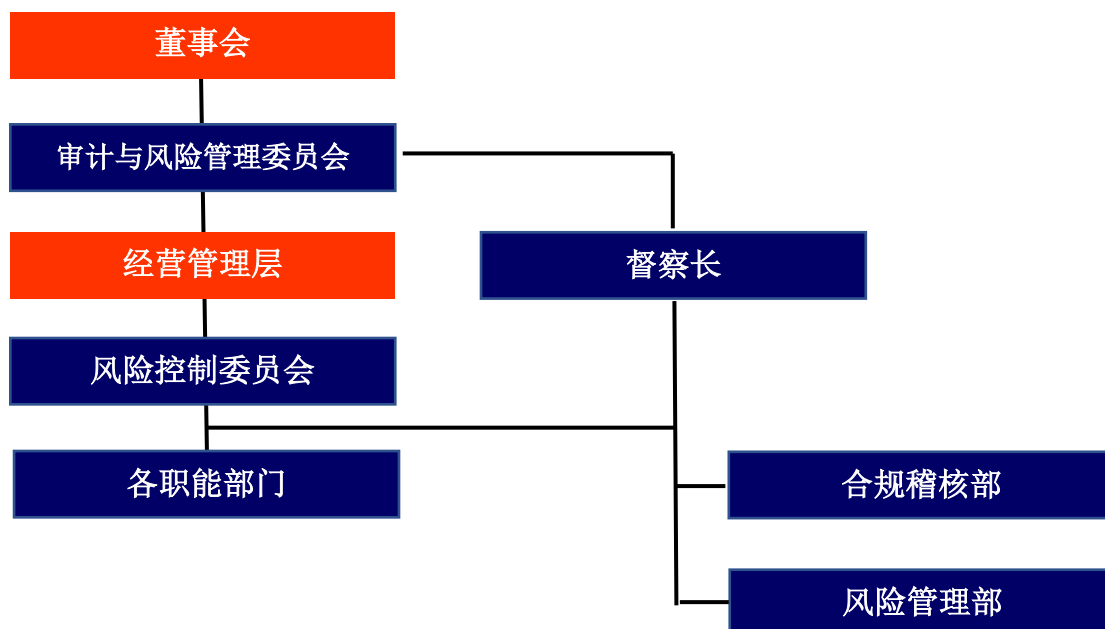 董事会
审计与风险管理委员会
经营管理层
督察长
风险控制委员会
各职能部门
合规稽核部
风险管理部